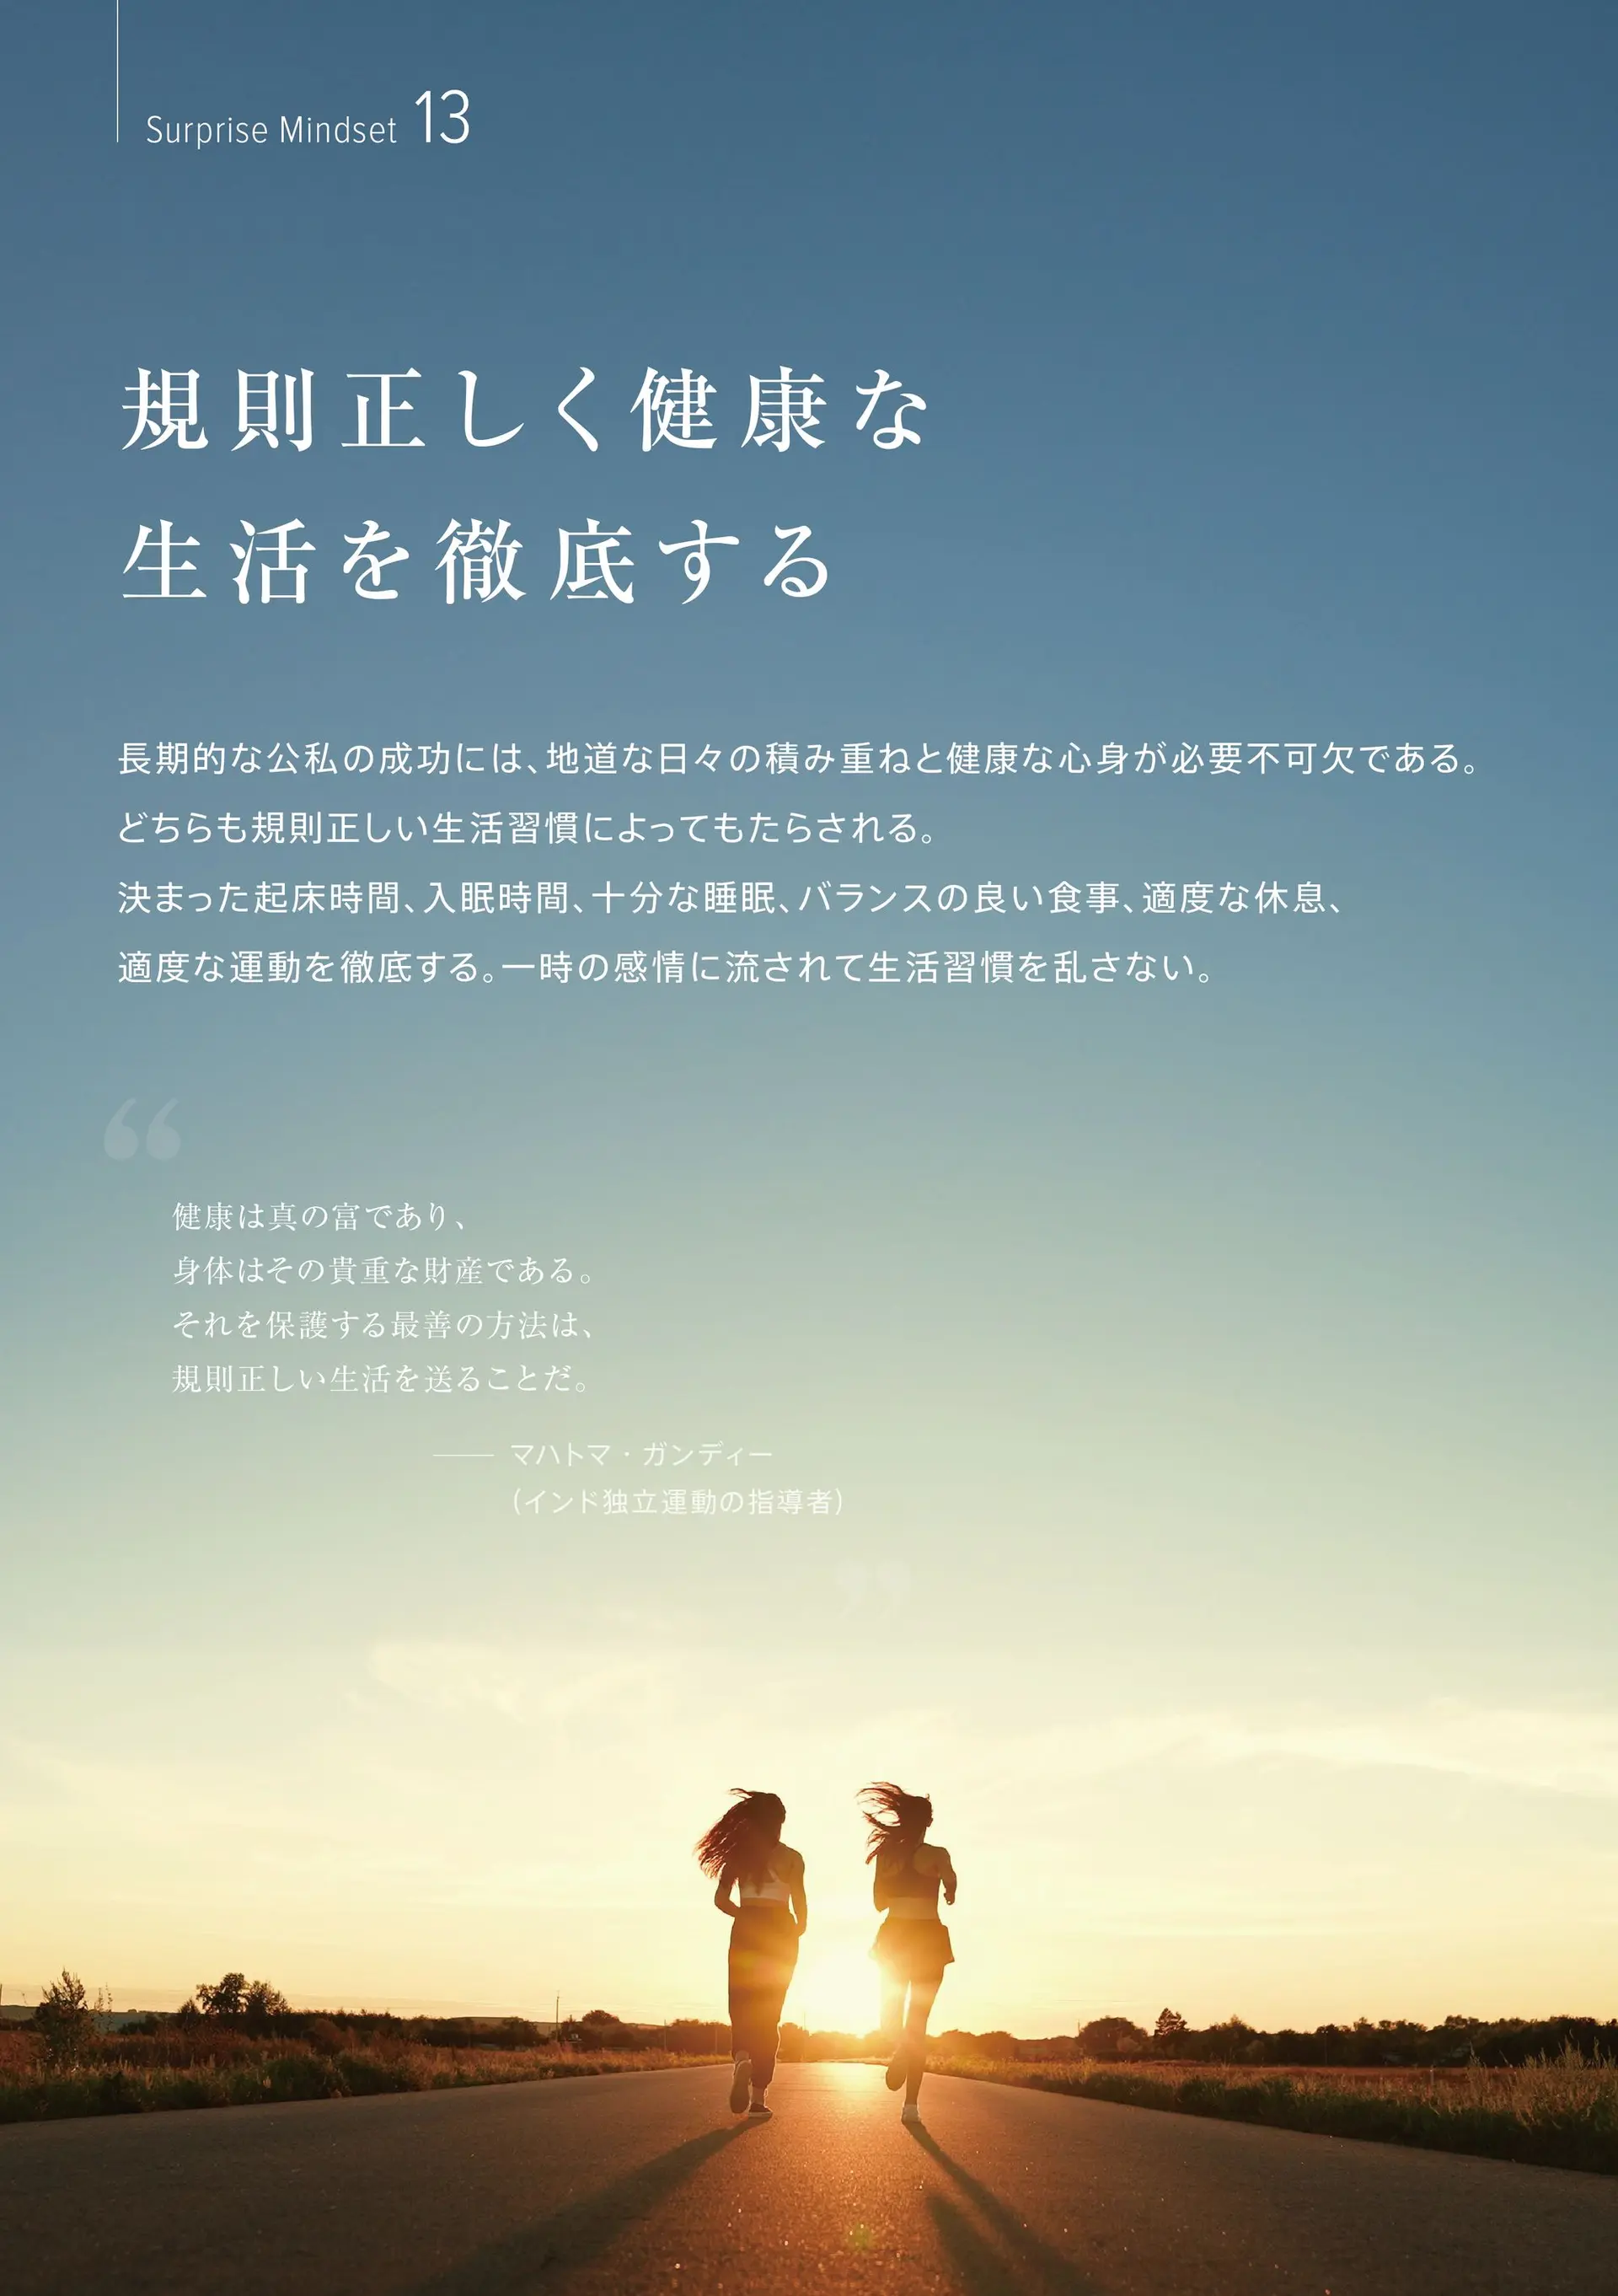 Surprise Mindset 13
規則正しく健康な
生活を徹底する
長期的な公私の成功には、地道な日々の積み重ねと健康な心身が必要不可欠である。
どちらも規則正しい生活習慣によってもたらされる。
決まった起床時間、入眠時間、十分な睡眠、バランスの良い食事、適度な休息、
適度な運動を徹底する。一時の感情に流されて生活習慣を乱さない。
“
健康は真の富であり、
身体はその貴重な財産である。
それを保護する最善の方法は、
規則正しい生活を送ることだ。
―― マハトマ・ガンディー
(インド独立運動の指導者)
”